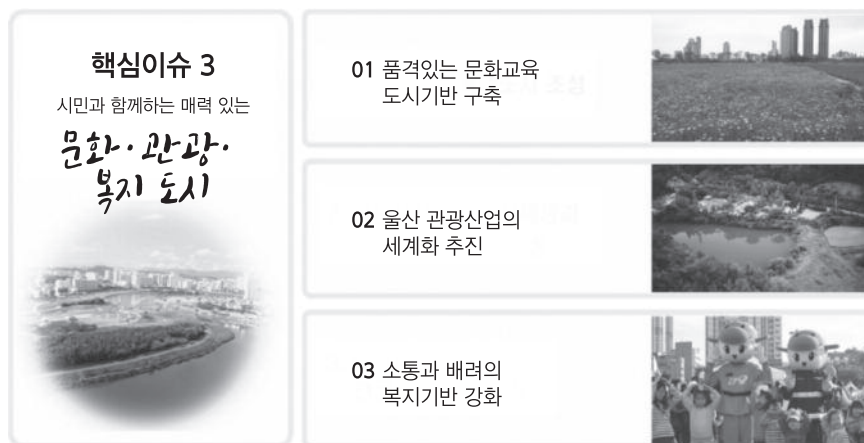 핵심이슈 3
시민과 함께하는 매력 있는
문화·관광·
복지 도시
01 품격있는 문화교육
도시기반 구축
02 울산 관광산업의
세계화 추진
03 소통과 배려의
복지기반 강화